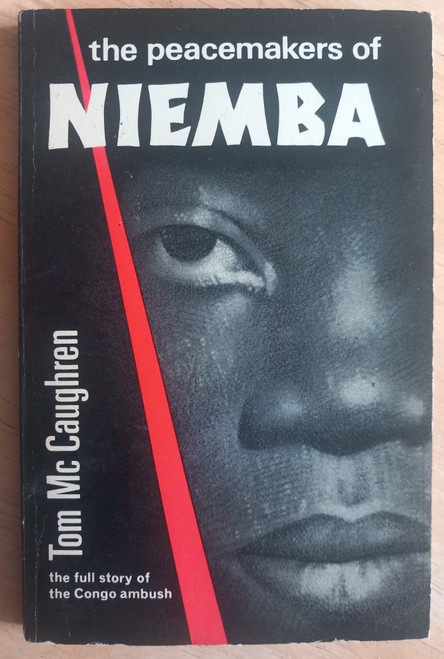 the peacemakers of
NIEMBA
Tom Mc Caughren
the full story of
the Congo ambush